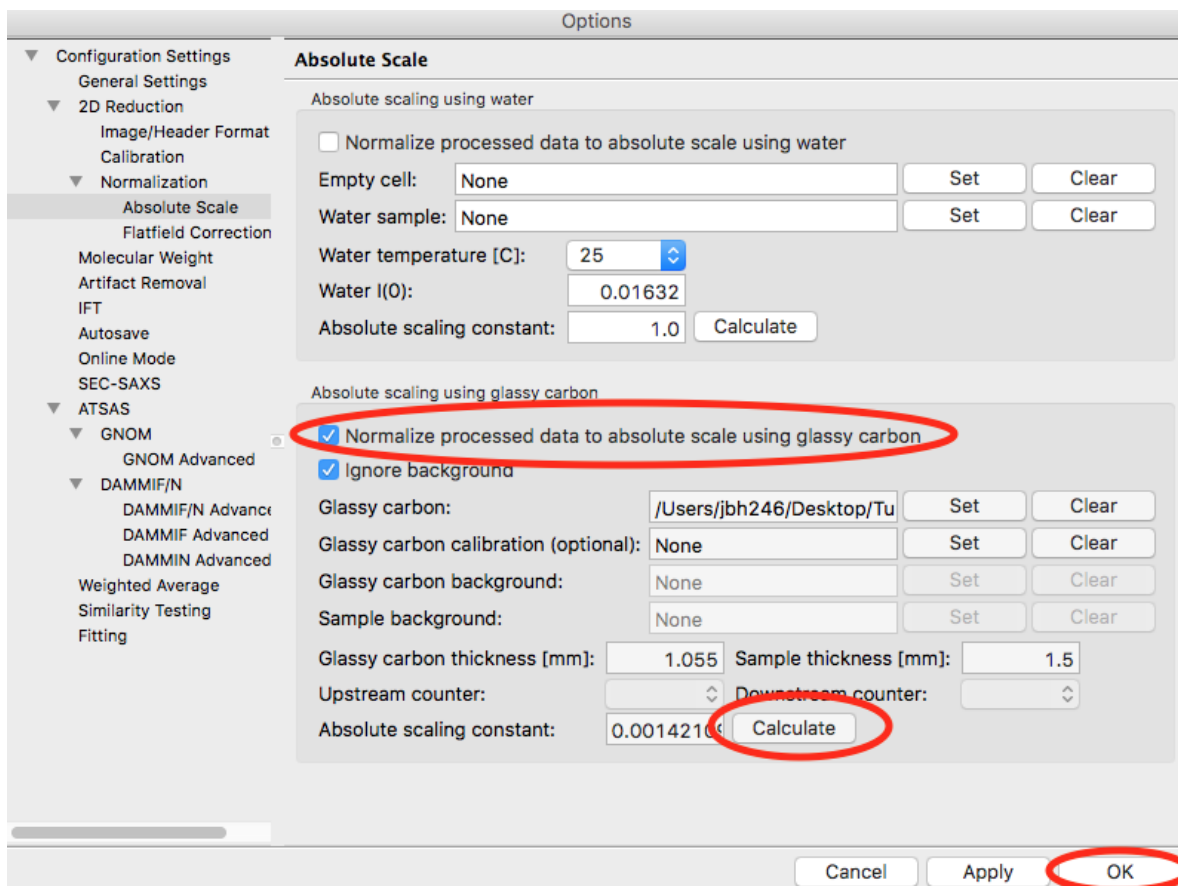 Options
Configuration Settings
General Settings
2D Reduction
Image/Header Format
Calibration
Normalization
Absolute Scale
Flatfield Correction
Molecular Weight
Artifact Removal
IFT
Autosave
Online Mode
SEC-SAXS
ATSAS
GNOM
GNOM Advanced
DAMMIF/N
DAMMIF/N Advance
DAMMIF Advanced
DAMMIN Advanced
Weighted Average
Similarity Testing
Fitting
Absolute Scale
Absolute scaling using water
Normalize processed data to absolute scale using water
Empty cell: None Set Clear
Water sample: None Set Clear
Water temperature [C]: 25
Water I(0): 0.01632
Absolute scaling constant: 1.0 Calculate
Absolute scaling using glassy carbon
Normalize processed data to absolute scale using glassy carbon
Ignore background
Glassy carbon: /Users/jbh246/Desktop/Tu Set Clear
Glassy carbon calibration (optional): None Set Clear
Glassy carbon background: None Set Clear
Sample background: None Set Clear
Glassy carbon thickness [mm]: 1.055 Sample thickness [mm]: 1.5
Upstream counter: Downstream counter:
Absolute scaling constant: 0.0014210 Calculate
Cancel Apply OK